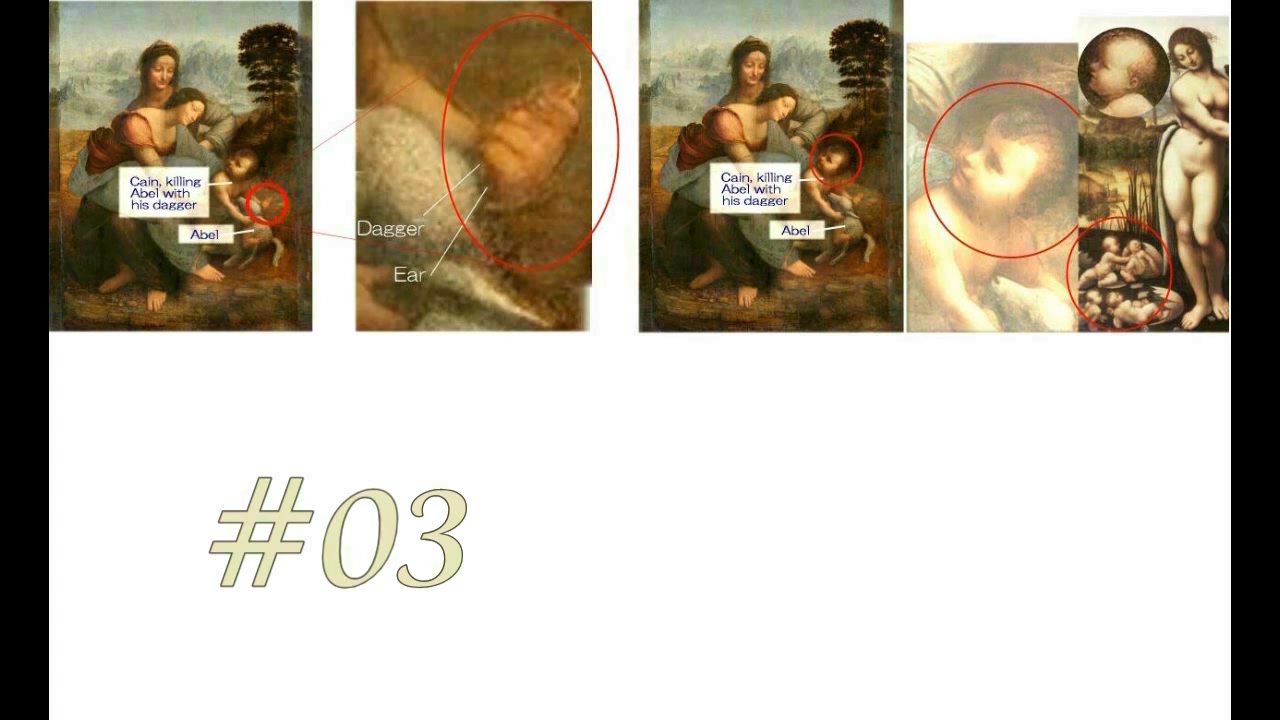 Cain, killing
Abel with
his dagger
Abel
Dagger
Ear
Cain, killing
Abel with
his dagger
Abel
#03